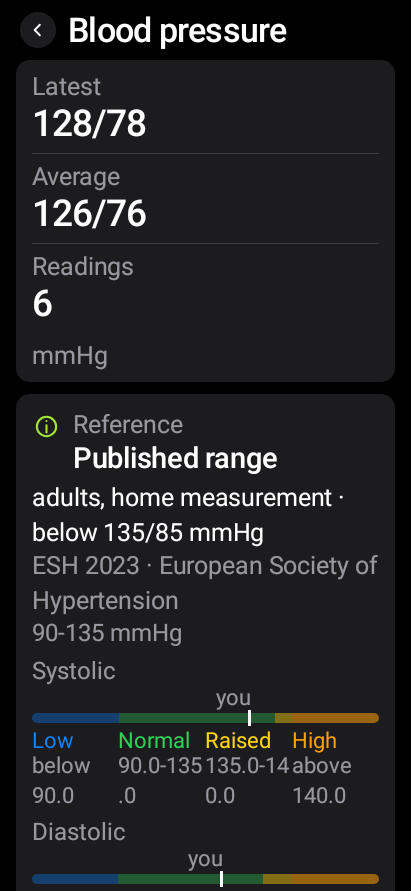 Blood pressure
Latest
128/78
Average
126/76
Readings
6
mmHg
Reference
Published range
adults, home measurement ·
below 135/85 mmHg
ESH 2023 · European Society of
Hypertension
90-135 mmHg
Systolic
you
Low Normal Raised High
below 90.0-135 135.0-14 above
90.0 .0 0.0 140.0
Diastolic
you